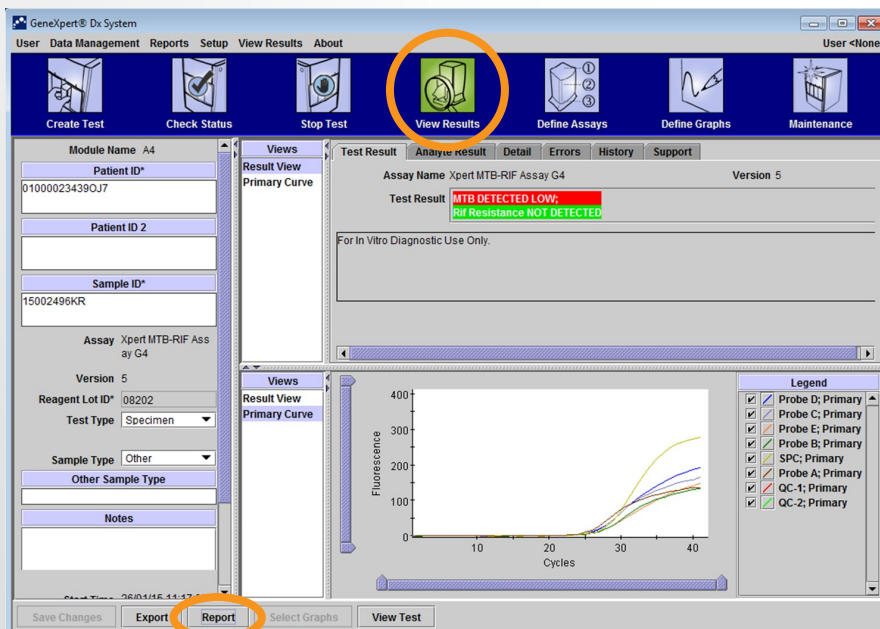 GeneXpert® Dx System
User Data Management Reports Setup View Results About
User <None
Create Test
Check Status
Stop Test
View Results
Define Assays
Define Graphs
Maintenance
Module Name A4
Patient ID*
01000023439OJ7
Patient ID 2
Sample ID*
15002496KR
Assay Xpert MTB-RIF Ass
ay G4
Version 5
Reagent Lot ID* 08202
Test Type Specimen
Sample Type Other
Other Sample Type
Notes
Start Time 26/01/15 11:17
Views
Result View
Primary Curve
Test Result Analyte Result Detail Errors History Support
Assay Name Xpert MTB-RIF Assay G4 Version 5
Test Result MTB DETECTED LOW;
Rif Resistance NOT DETECTED
For In Vitro Diagnostic Use Only.
Views
Result View
Primary Curve
400
300
200
100
0
Fluorescence
10 20 30 40
Cycles
Legend
Probe D; Primary
Probe C; Primary
Probe E; Primary
Probe B; Primary
SPC; Primary
Probe A; Primary
QC-1; Primary
QC-2; Primary
Save Changes Export Report Select Graphs View Test